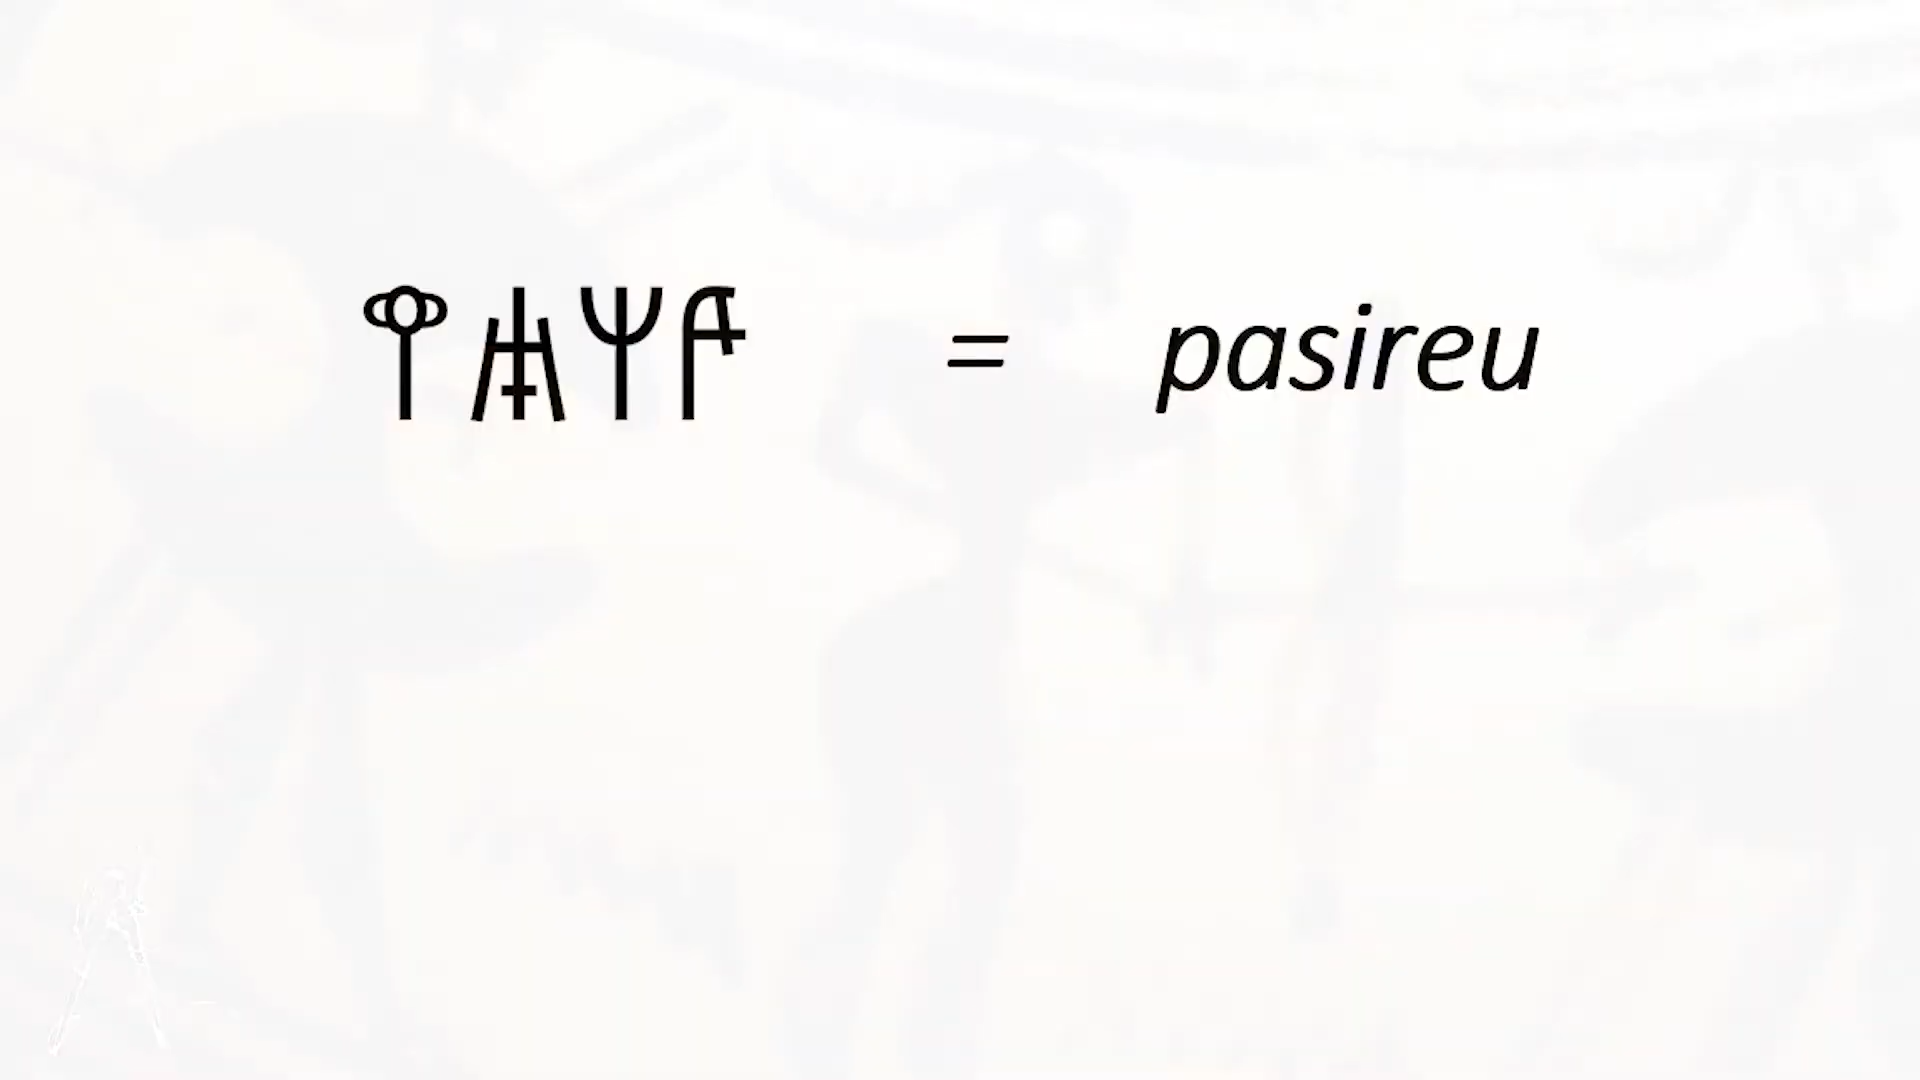 𐀣𐀯𐀩𐀄 = pasireu